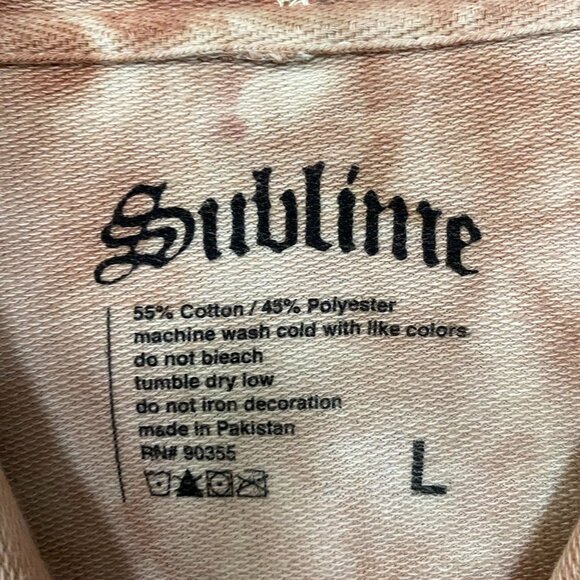 Sublime
55% Cotton / 45% Polyester
machine wash cold with like colors
do not bleach
tumble dry low
do not iron decoration
made in Pakistan
RN# 90355
L